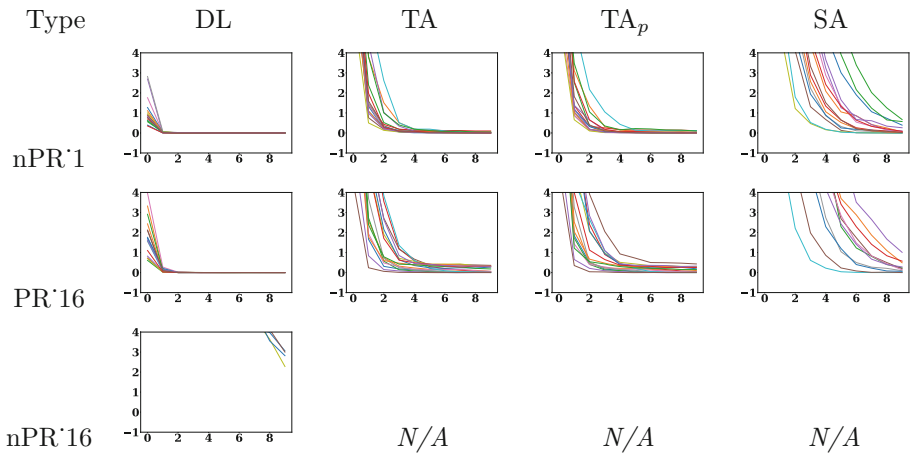 Type DL TA TAₚ SA
4 4 4 4
3 3 3 3
2 2 2 2
1 1 1 1
0 0 0 0
−1 −1 −1 −1
0 2 4 6 8 0 2 4 6 8 0 2 4 6 8 0 2 4 6 8
nPR˙1
4 4 4 4
3 3 3 3
2 2 2 2
1 1 1 1
0 0 0 0
−1 −1 −1 −1
0 2 4 6 8 0 2 4 6 8 0 2 4 6 8 0 2 4 6 8
PR˙16
4
3
2
1
0
−1
0 2 4 6 8
nPR˙16 N/A N/A N/A